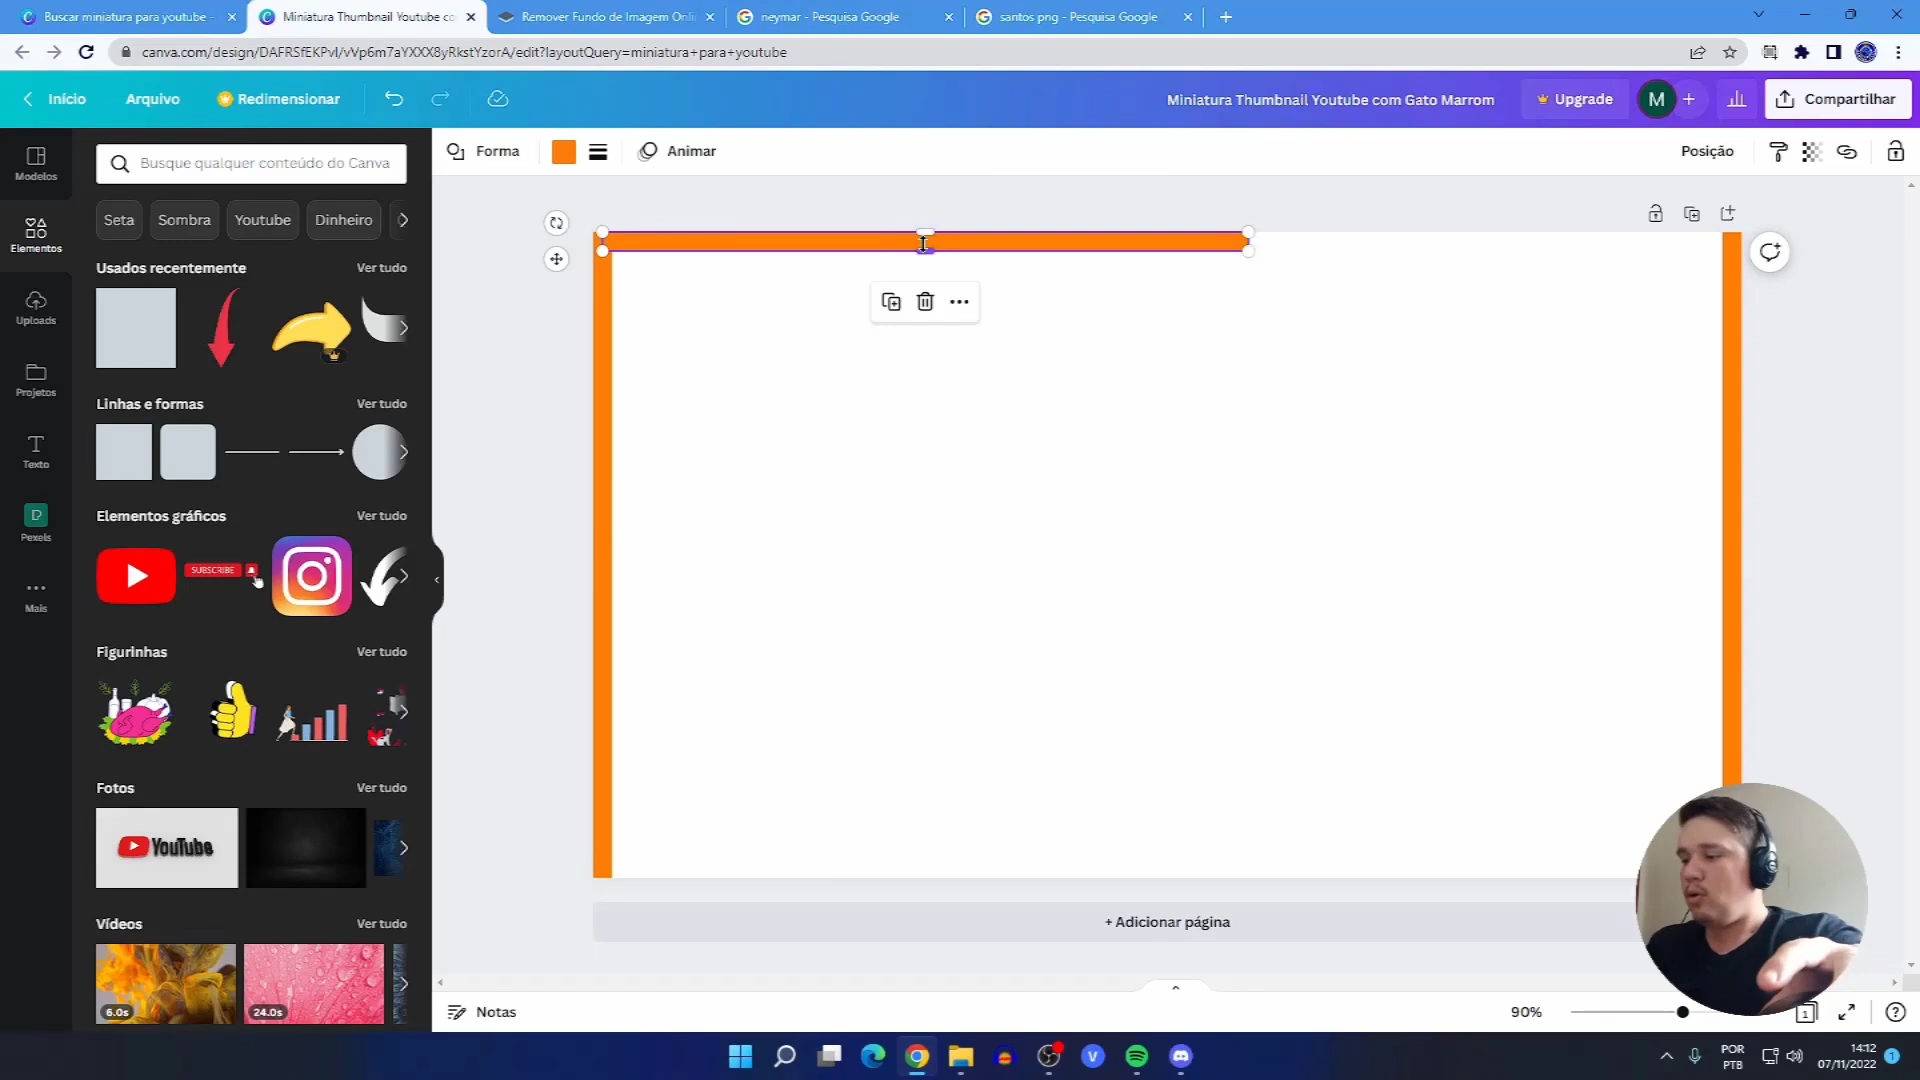 Buscar miniatura para youtube -
Miniatura Thumbnail Youtube co
Remover Fundo de Imagem Onli
neymar - Pesquisa Google
santos png - Pesquisa Google
canva.com/design/DAFRSfEKPvI/vVp6m7aYXXX8yRkstYzorA/edit?layoutQuery=miniatura+para+youtube
Início
Arquivo
Redimensionar
Miniatura Thumbnail Youtube com Gato Marrom
Upgrade
M
Compartilhar
Modelos
Elementos
Uploads
Projetos
Texto
Pexels
Mais
Busque qualquer conteúdo do Canva
Seta
Sombra
Youtube
Dinheiro
Usados recentemente
Ver tudo
Linhas e formas
Ver tudo
Elementos gráficos
Ver tudo
SUBSCRIBE
Figurinhas
Ver tudo
Fotos
Ver tudo
YouTube
Vídeos
Ver tudo
6.0s
24.0s
Forma
Animar
Posição
+ Adicionar página
Notas
90%
1
POR
PTB
14:12
07/11/2022
1